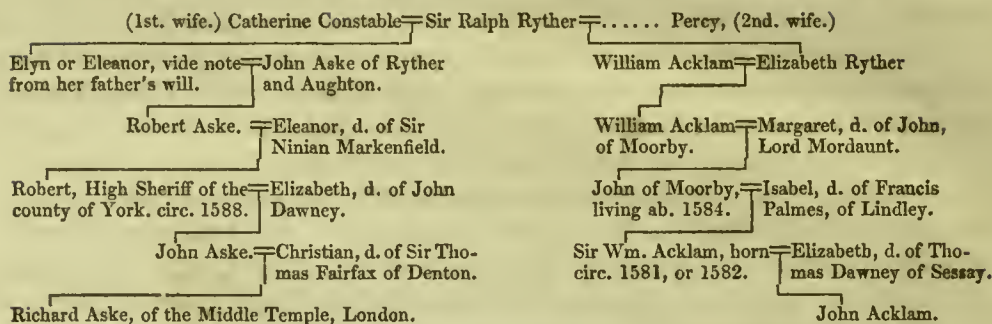 (1st. wife.) Catherine Constable=Sir Ralph Ryther=...... Percy, (2nd. wife.)
Elyn or Eleanor, vide note=John Aske of Ryther
from her father's will. and Aughton.
William Acklam=Elizabeth Ryther
Robert Aske. =Eleanor, d. of Sir
Ninian Markenfield.
William Acklam=Margaret, d. of John,
of Moorby. Lord Mordaunt.
Robert, High Sheriff of the=Elizabeth, d. of John
county of York. circ. 1588. Dawney.
John of Moorby,=Isabel, d. of Francis
living ab. 1584. Palmes, of Lindley.
John Aske.=Christian, d. of Sir Tho-
mas Fairfax of Denton.
Sir Wm. Acklam, born=Elizabeth, d. of Tho-
circ. 1581, or 1582. mas Dawney of Sessay.
Richard Aske, of the Middle Temple, London.
John Acklam.